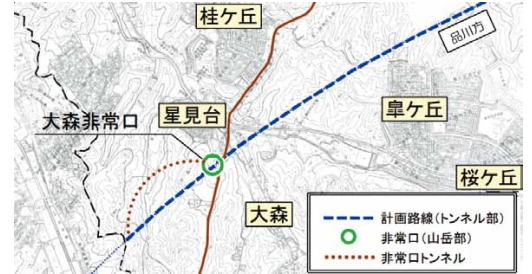 桂ケ丘
品川方
星見台
大森非常口
皐ケ丘
桜ケ丘
大森
計画路線(トンネル部)
非常口(山岳部)
非常口トンネル